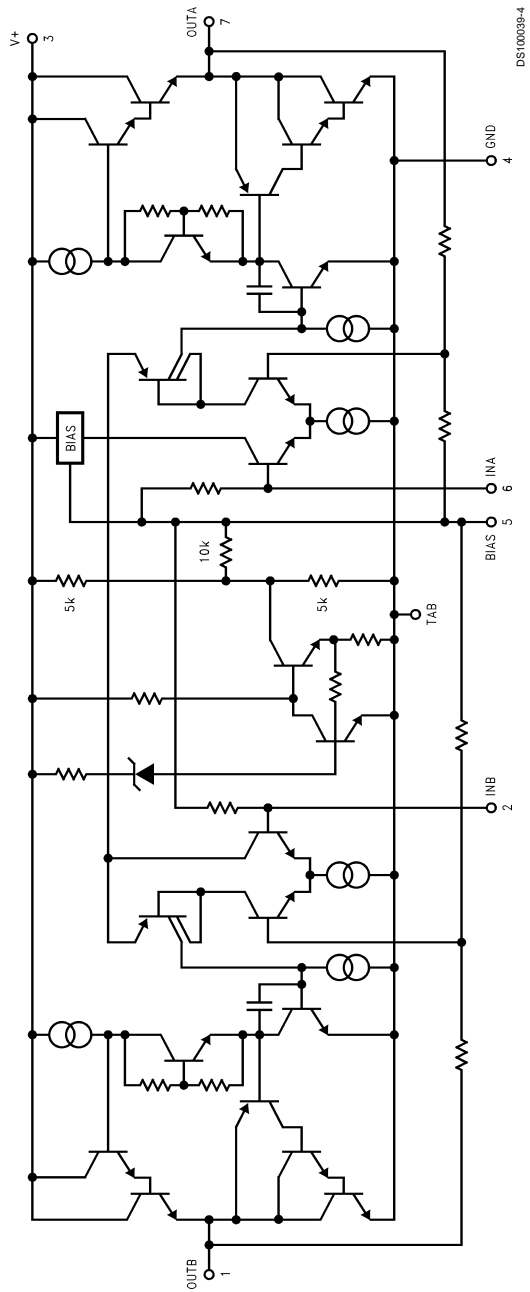 V+
3
OUTA
7
DS100039-4
GND
4
BIAS
INA
6
BIAS
5
10k
5k
5k
TAB
INB
2
OUTB
1